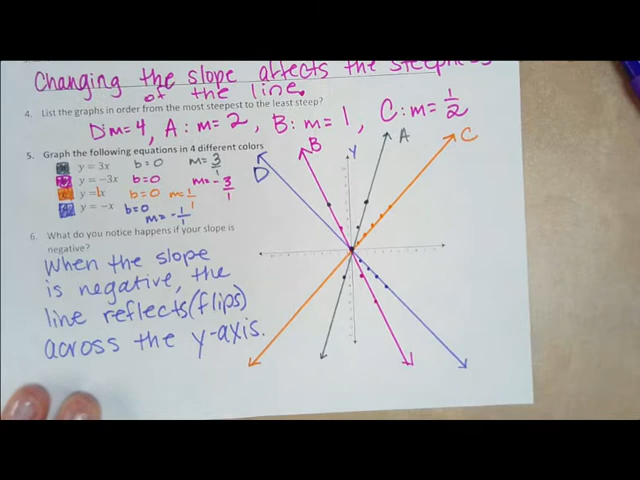 Changing the slope affects the steepness
of the line.
4. List the graphs in order from the most steepest to the least steep?
D: m=4, A: m=2, B: m=1, C: m=1/2
5. Graph the following equations in 4 different colors
y = 3x b=0 m=3/1
y = -3x b=0 m=-3/1
y = 1x b=0 m=1/1
y = -x b=0 m=-1/1
6. What do you notice happens if your slope is
negative?
When the slope
is negative, the
line reflects (flips)
across the y-axis.
D
B
Y
A
C